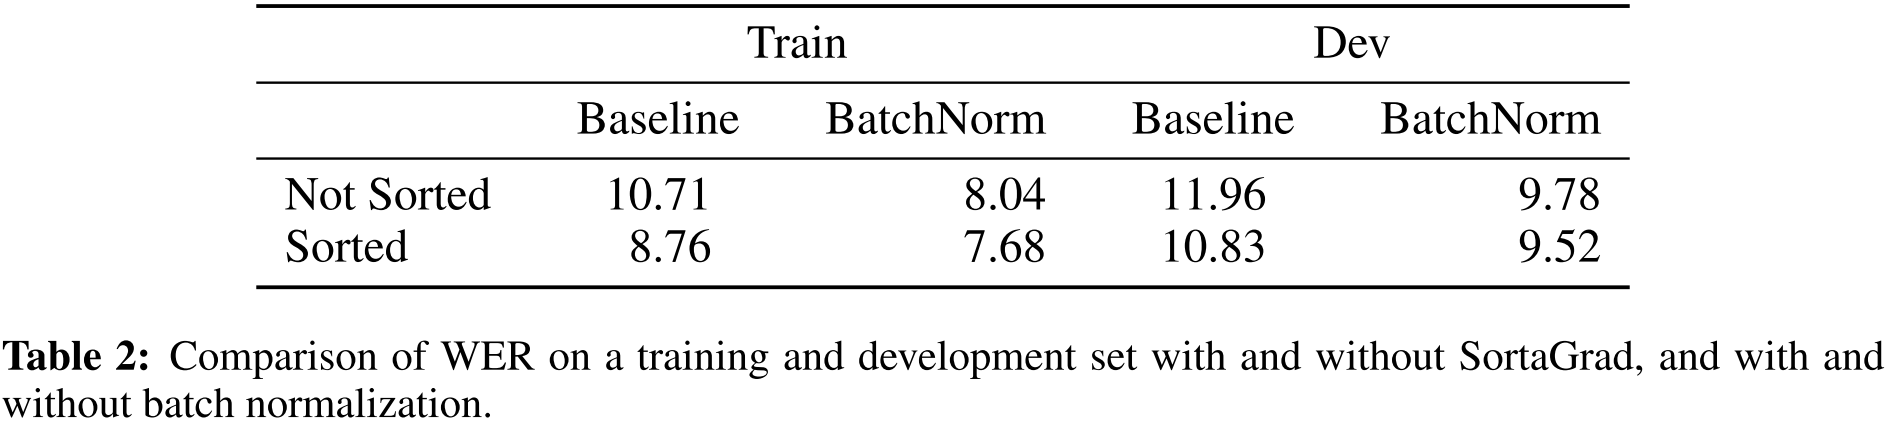 Train Dev
Baseline BatchNorm Baseline BatchNorm
Not Sorted 10.71 8.04 11.96 9.78
Sorted 8.76 7.68 10.83 9.52
Table 2: Comparison of WER on a training and development set with and without SortaGrad, and with and
without batch normalization.